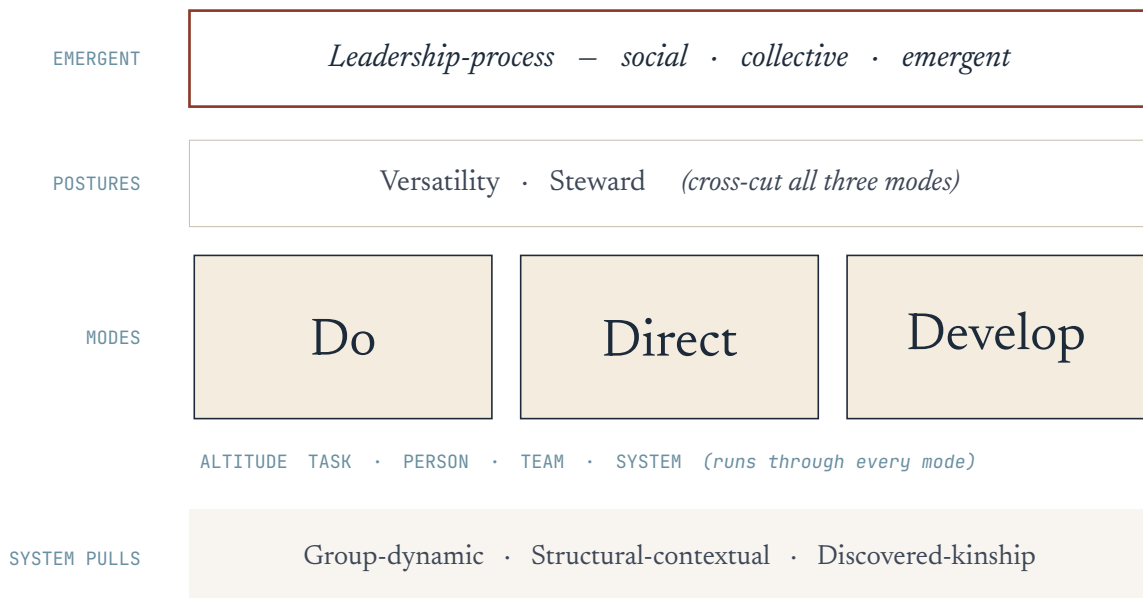 EMERGENT
Leadership-process – social · collective · emergent
POSTURES
Versatility · Steward (cross-cut all three modes)
MODES
Do
Direct
Develop
ALTITUDE TASK · PERSON · TEAM · SYSTEM (runs through every mode)
SYSTEM PULLS
Group-dynamic · Structural-contextual · Discovered-kinship